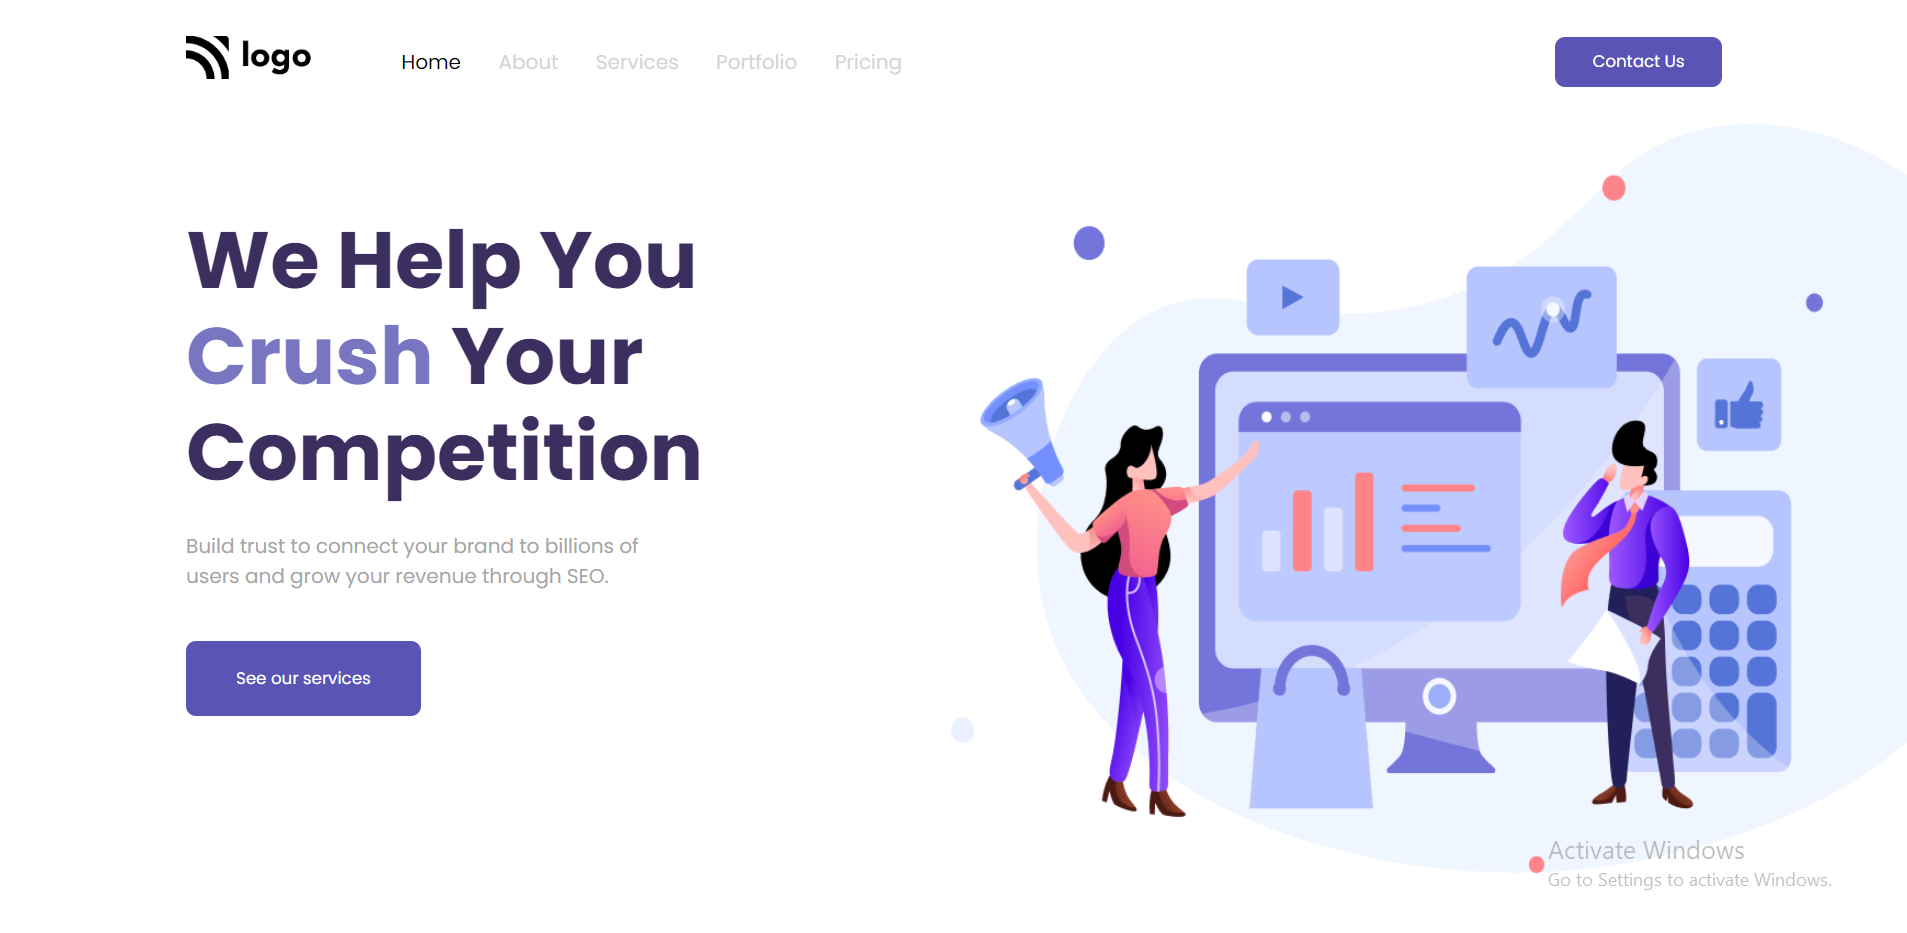 logo
Home About Services Portfolio Pricing
Contact Us
We Help You
Crush Your
Competition
Build trust to connect your brand to billions of
users and grow your revenue through SEO.
See our services
Activate Windows
Go to Settings to activate Windows.